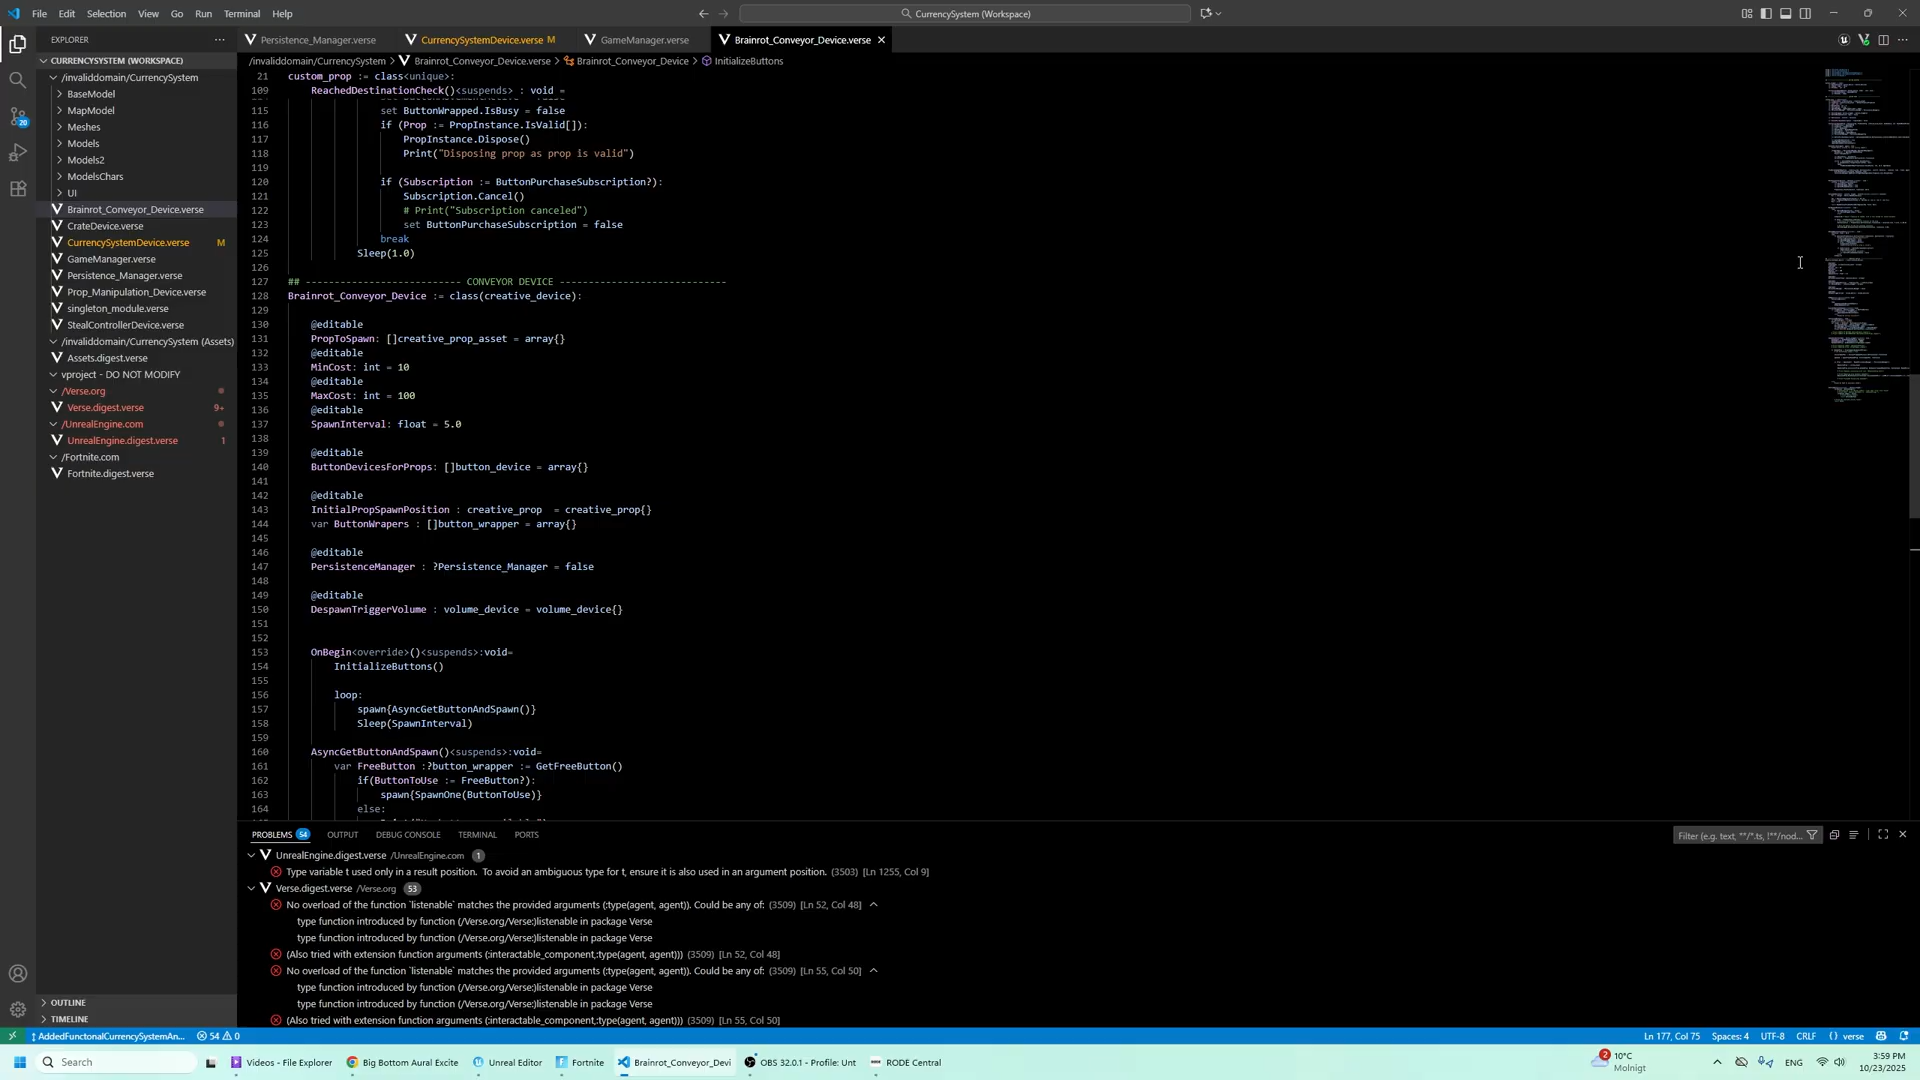 File Edit Selection View Go Run Terminal Help
CurrencySystem (Workspace)
EXPLORER
CURRENCYSYSTEM (WORKSPACE)
/invaliddomain/CurrencySystem
BaseModel
MapModel
Meshes
Models
Models2
ModelsChars
UI
Brainrot_Conveyor_Device.verse
CrateDevice.verse
CurrencySystemDevice.verse M
GameManager.verse
Persistence_Manager.verse
Prop_Manipulation_Device.verse
singleton_module.verse
StealControllerDevice.verse
/invaliddomain/CurrencySystem (Assets)
Assets.digest.verse
vproject - DO NOT MODIFY
/Verse.org
Verse.digest.verse 9+
/UnrealEngine.com
UnrealEngine.digest.verse 1
/Fortnite.com
Fortnite.digest.verse
OUTLINE
TIMELINE
20
Persistence_Manager.verse CurrencySystemDevice.verse M GameManager.verse Brainrot_Conveyor_Device.verse
/invaliddomain/CurrencySystem > Brainrot_Conveyor_Device.verse > Brainrot_Conveyor_Device > InitializeButtons
21 custom_prop := class<unique>:
109 ReachedDestinationCheck()<suspends> : void =
115 set ButtonWrapped.IsBusy = false
116 if (Prop := PropInstance.IsValid[]):
117 PropInstance.Dispose()
118 Print("Disposing prop as prop is valid")
119
120 if (Subscription := ButtonPurchaseSubscription?):
121 Subscription.Cancel()
122 # Print("Subscription canceled")
123 set ButtonPurchaseSubscription = false
124 break
125 Sleep(1.0)
126
127 ## --------------------------- CONVEYOR DEVICE -----------------------------
128 Brainrot_Conveyor_Device := class(creative_device):
129
130 @editable
131 PropToSpawn: []creative_prop_asset = array{}
132 @editable
133 MinCost: int = 10
134 @editable
135 MaxCost: int = 100
136 @editable
137 SpawnInterval: float = 5.0
138
139 @editable
140 ButtonDevicesForProps: []button_device = array{}
141
142 @editable
143 InitialPropSpawnPosition : creative_prop  = creative_prop{}
144 var ButtonWrapers : []button_wrapper = array{}
145
146 @editable
147 PersistenceManager : ?Persistence_Manager = false
148
149 @editable
150 DespawnTriggerVolume : volume_device = volume_device{}
151
152
153 OnBegin<override>()<suspends>:void=
154 InitializeButtons()
155
156 loop:
157 spawn{AsyncGetButtonAndSpawn()}
158 Sleep(SpawnInterval)
159
160 AsyncGetButtonAndSpawn()<suspends>:void=
161 var FreeButton :?button_wrapper := GetFreeButton()
162 if(ButtonToUse := FreeButton?):
163 spawn{SpawnOne(ButtonToUse)}
164 else:
PROBLEMS 54 OUTPUT DEBUG CONSOLE TERMINAL PORTS
Filter (e.g. text, **/*.ts, !**/nod...
UnrealEngine.digest.verse /UnrealEngine.com 1
Type variable t used only in a result position. To avoid an ambiguous type for t, ensure it is also used in an argument position. (3503) [Ln 1255, Col 9]
Verse.digest.verse /Verse.org 53
No overload of the function `listenable` matches the provided arguments (:type(agent, agent)). Could be any of: (3509) [Ln 52, Col 48]
type function introduced by function (/Verse.org/Verse:)listenable in package Verse
type function introduced by function (/Verse.org/Verse:)listenable in package Verse
(Also tried with extension function arguments (:interactable_component,:type(agent, agent))) (3509) [Ln 52, Col 48]
No overload of the function `listenable` matches the provided arguments (:type(agent, agent)). Could be any of: (3509) [Ln 55, Col 50]
type function introduced by function (/Verse.org/Verse:)listenable in package Verse
type function introduced by function (/Verse.org/Verse:)listenable in package Verse
(Also tried with extension function arguments (:interactable_component,:type(agent, agent))) (3509) [Ln 55, Col 50]
AddedFunctonalCurrencySystemAn... 54 0
Ln 177, Col 75 Spaces: 4 UTF-8 CRLF {} verse
Search
Videos - File Explorer
Big Bottom Aural Excite
Unreal Editor
Fortnite
Brainrot_Conveyor_Devi
OBS 32.0.1 - Profile: Unt
RODE Central
2
10°C
Molnigt
ENG
3:59 PM
10/23/2025